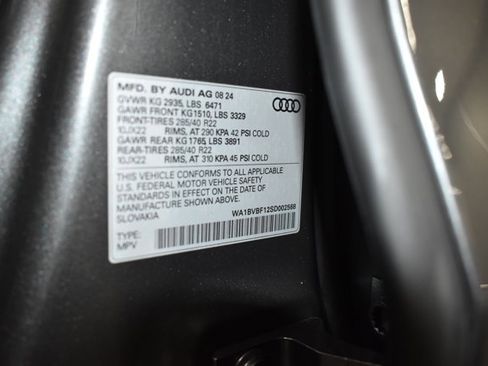 MFD. BY AUDI AG 08 24
GVWR KG 2935, LBS 6471
GAWR FRONT KG1510, LBS 3329
FRONT-TIRES 285/40 R22
10JX22 RIMS, AT 290 KPA 42 PSI COLD
GAWR REAR KG1765, LBS 3891
REAR-TIRES 285/40 R22
10JX22 RIMS, AT 310 KPA 45 PSI COLD
THIS VEHICLE CONFORMS TO ALL APPLICABLE
U.S. FEDERAL MOTOR VEHICLE SAFETY
STANDARDS IN EFFECT ON THE DATE OF
MANUFACTURE SHOWN ABOVE.
SLOVAKIA WA1BVBF12SD002568
TYPE:
MPV